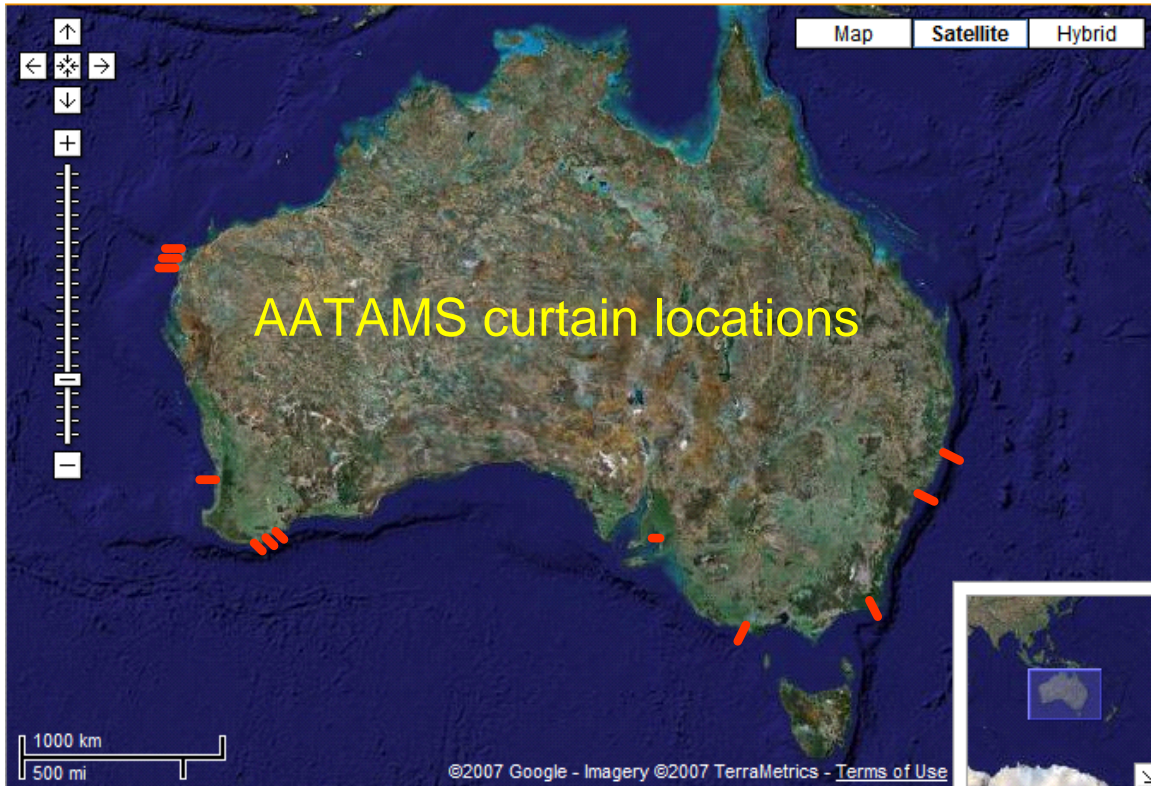 Map Satellite Hybrid
AATAMS curtain locations
1000 km
500 mi
©2007 Google - Imagery ©2007 TerraMetrics - Terms of Use